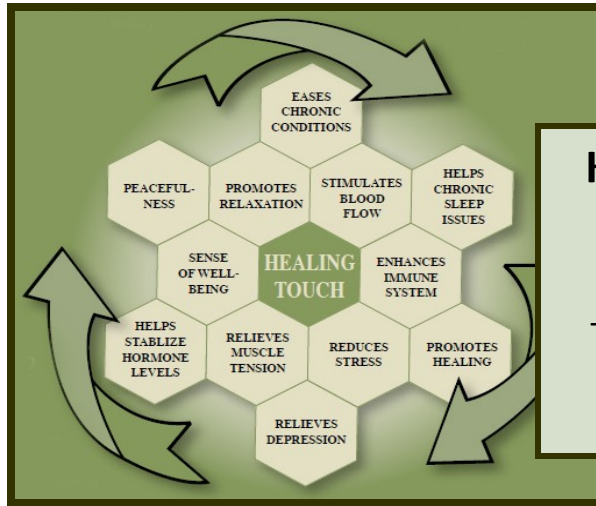 EASES
CHRONIC
CONDITIONS
PEACEFUL-
NESS
PROMOTES
RELAXATION
STIMULATES
BLOOD
FLOW
HELPS
CHRONIC
SLEEP
ISSUES
SENSE
OF WELL-
BEING
HEALING
TOUCH
ENHANCES
IMMUNE
SYSTEM
HELPS
STABLIZE
HORMONE
LEVELS
RELIEVES
MUSCLE
TENSION
REDUCES
STRESS
PROMOTES
HEALING
RELIEVES
DEPRESSION